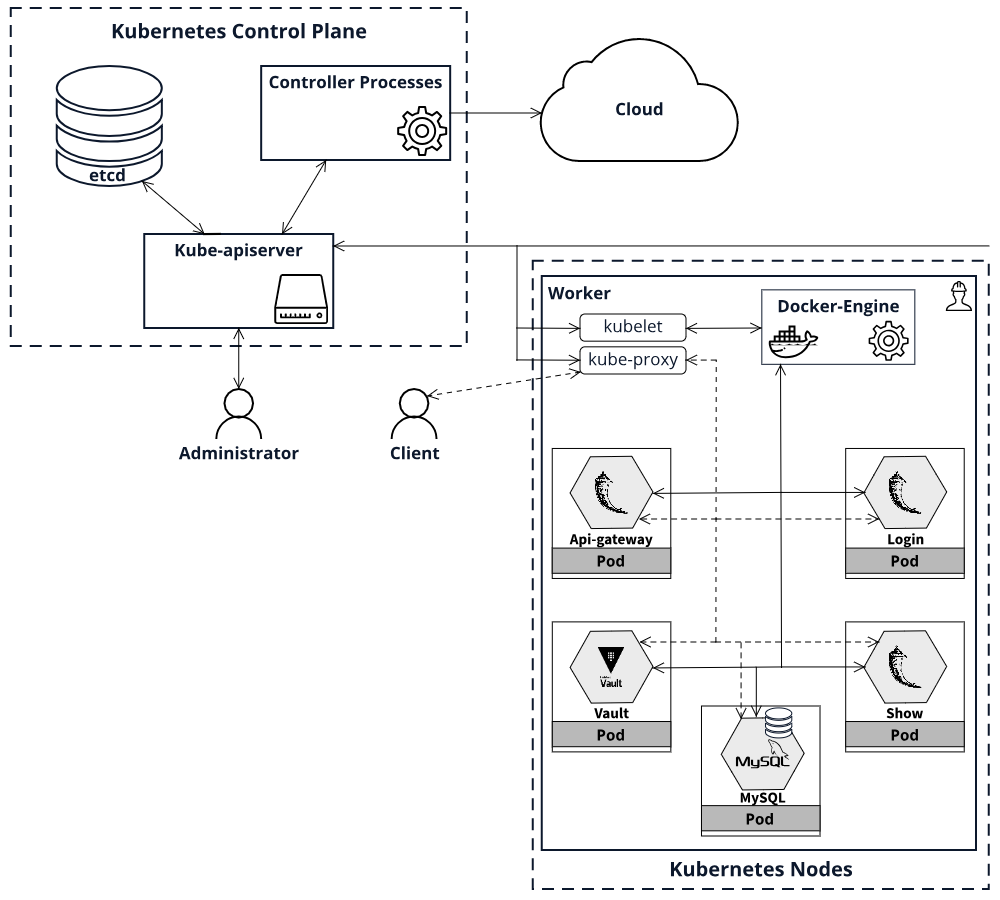 Kubernetes Control Plane
Controller Processes
Cloud
etcd
Kube-apiserver
Worker
Docker-Engine
kubelet
kube-proxy
Administrator
Client
Api-gateway
Pod
Login
Pod
Vault
Vault
Pod
Show
Pod
MySQL
MySQL
Pod
Kubernetes Nodes